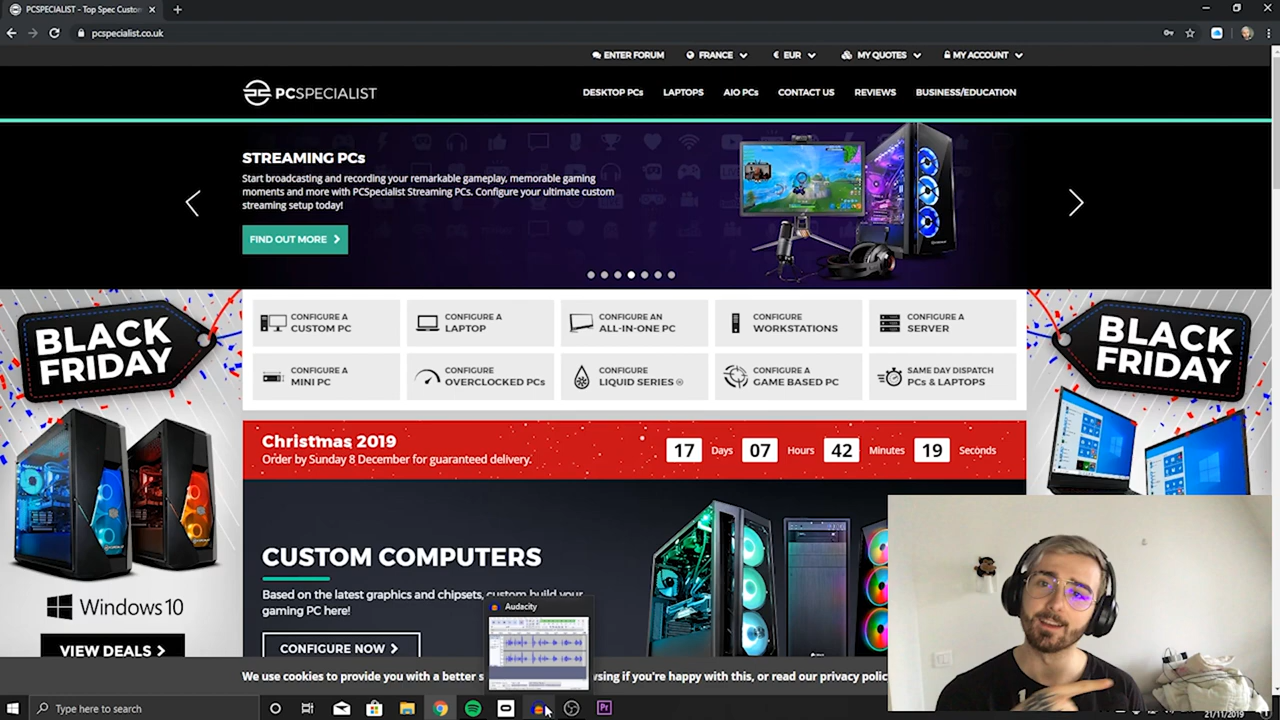 PCSPECIALIST - Top Spec Custom
pcspecialist.co.uk
ENTER FORUM
FRANCE
€ EUR
MY QUOTES
MY ACCOUNT
PCSPECIALIST
DESKTOP PCs
LAPTOPS
AIO PCs
CONTACT US
REVIEWS
BUSINESS/EDUCATION
STREAMING PCs
Start broadcasting and recording your remarkable gameplay, memorable gaming
moments and more with PCSpecialist Streaming PCs. Configure your ultimate custom
streaming setup today!
FIND OUT MORE
BLACK
FRIDAY
CONFIGURE A
CUSTOM PC
CONFIGURE A
LAPTOP
CONFIGURE AN
ALL-IN-ONE PC
CONFIGURE
WORKSTATIONS
CONFIGURE A
SERVER
CONFIGURE A
MINI PC
CONFIGURE
OVERCLOCKED PCs
CONFIGURE
LIQUID SERIES ®
CONFIGURE A
GAME BASED PC
SAME DAY DISPATCH
PCs & LAPTOPS
BLACK
FRIDAY
Christmas 2019
Order by Sunday 8 December for guaranteed delivery.
17 Days 07 Hours 42 Minutes 19 Seconds
CUSTOM COMPUTERS
Based on the latest graphics and chipsets, custom build your
gaming PC here!
CONFIGURE NOW
Windows 10
VIEW DEALS
Audacity
We use cookies to provide you with a better s
sing if you're happy with this, or read our privacy polic
Type here to search
Pr
21/11/2019